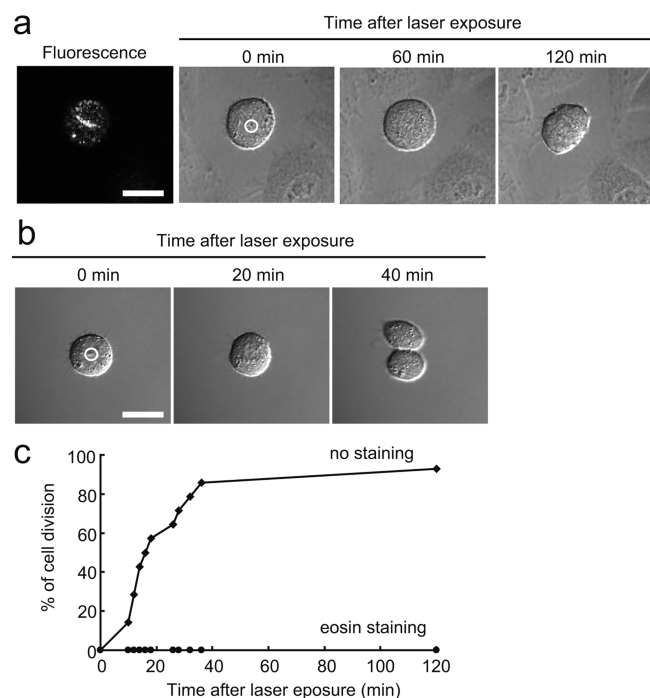 a
Time after laser exposure
Fluorescence
0 min
60 min
120 min
b
Time after laser exposure
0 min
20 min
40 min
c
100
80
60
40
20
0
% of cell division
no staining
eosin staining
0
20
40
60
80
100
120
Time after laser eposure (min)